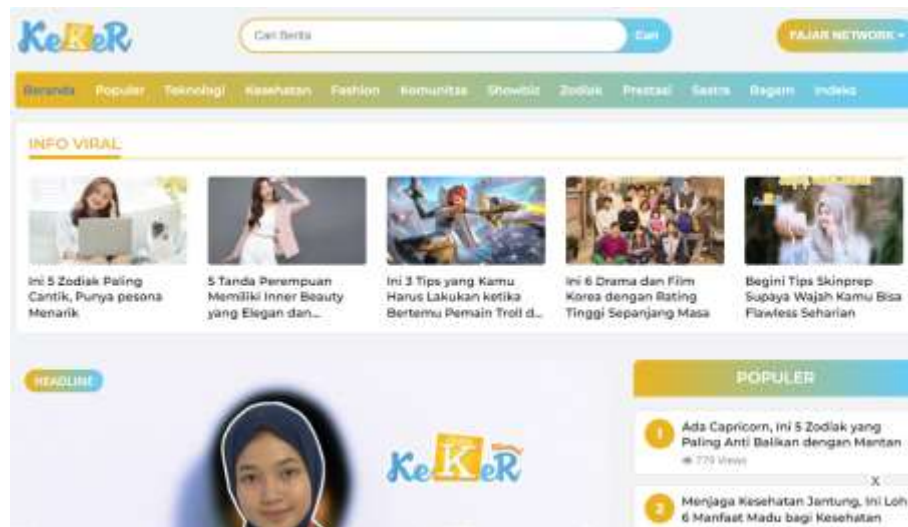 KeKeR
Cari Berita
Cari
FAJAR NETWORK
Beranda Populer Teknologi Kesehatan Fashion Komunitas Showbiz Zodiak Prestasi Sastra Ragam Indeks
INFO VIRAL
Ini 5 Zodiak Paling
Cantik, Punya pesona
Menarik
5 Tanda Perempuan
Memiliki Inner Beauty
yang Elegan dan...
Ini 3 Tips yang Kamu
Harus Lakukan ketika
Bertemu Pemain Troll d...
Ini 6 Drama dan Film
Korea dengan Rating
Tinggi Sepanjang Masa
Begini Tips Skinprep
Supaya Wajah Kamu Bisa
Flawless Seharian
HEADLINE
KeKeR
POPULER
1
Ada Capricorn, Ini 5 Zodiak yang
Paling Anti Balikan dengan Mantan
779 Views
X
2
Menjaga Kesehatan Jantung, Ini Loh
6 Manfaat Madu bagi Kesehatan